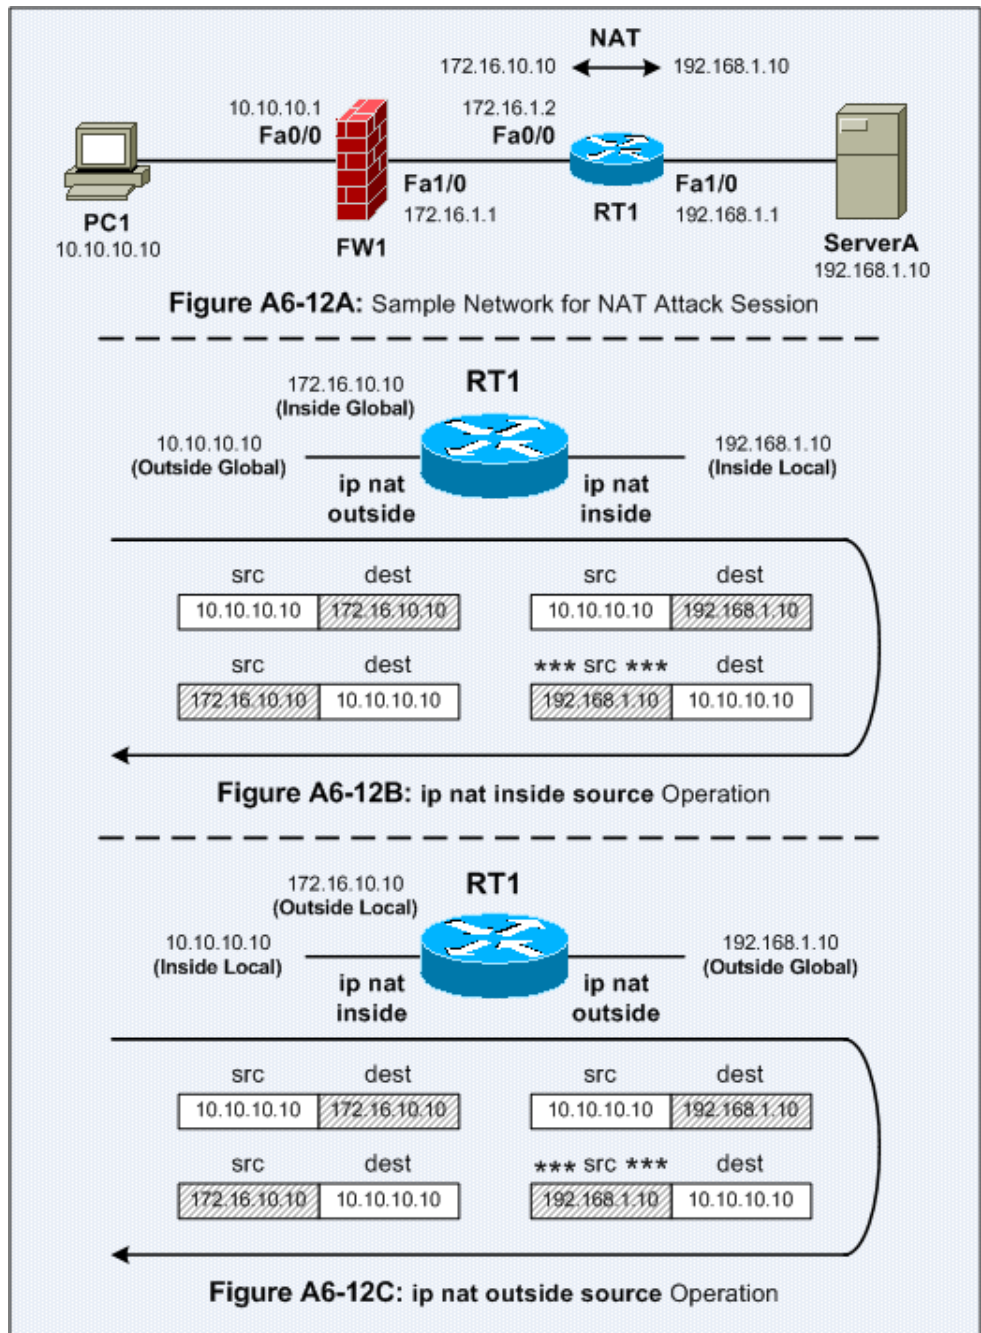 NAT
172.16.10.10 192.168.1.10
10.10.10.1 172.16.1.2
Fa0/0 Fa0/0
Fa1/0 Fa1/0
172.16.1.1 RT1 192.168.1.1
PC1
10.10.10.10
FW1
ServerA
192.168.1.10
Figure A6-12A: Sample Network for NAT Attack Session
172.16.10.10 RT1
(Inside Global)
10.10.10.10 192.168.1.10
(Outside Global) (Inside Local)
ip nat ip nat
outside inside
src dest src dest
10.10.10.10 172.16.10.10 10.10.10.10 192.168.1.10
src dest *** src *** dest
172.16.10.10 10.10.10.10 192.168.1.10 10.10.10.10
Figure A6-12B: ip nat inside source Operation
172.16.10.10 RT1
(Outside Local)
10.10.10.10 192.168.1.10
(Inside Local) (Outside Global)
ip nat ip nat
inside outside
src dest src dest
10.10.10.10 172.16.10.10 10.10.10.10 192.168.1.10
src dest *** src *** dest
172.16.10.10 10.10.10.10 192.168.1.10 10.10.10.10
Figure A6-12C: ip nat outside source Operation